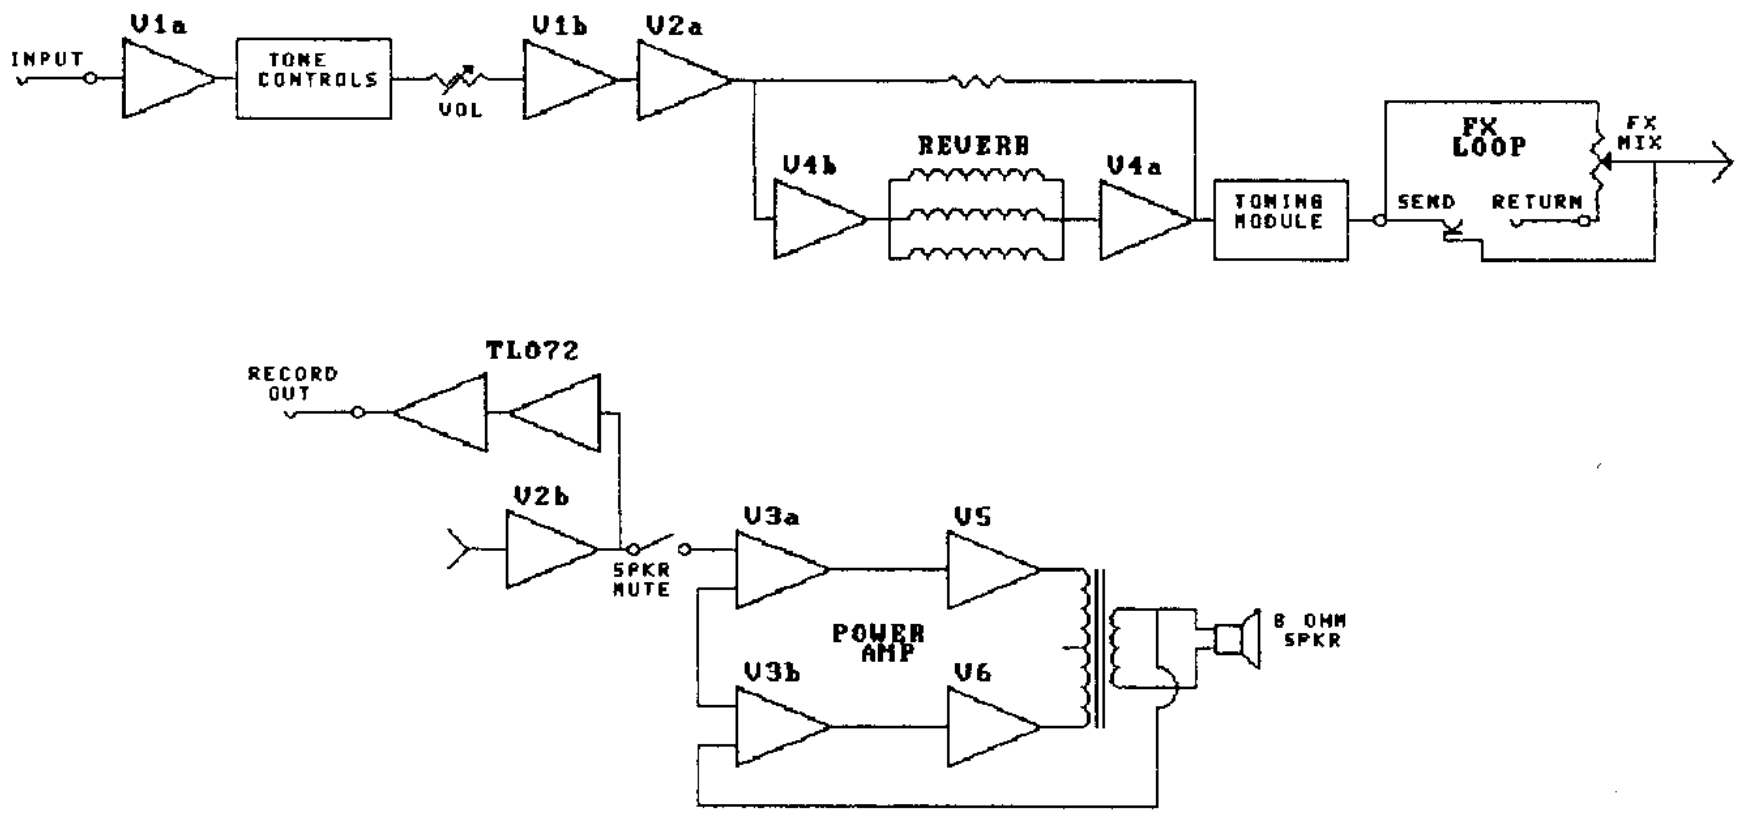 V1a
INPUT
TONE
CONTROLS
VOL
V1b
V2a
V4b
REVERB
V4a
TONING
MODULE
SEND
RETURN
FX
LOOP
FX
MIX
TL072
RECORD
OUT
V2b
SPKR
MUTE
V3a
V5
POWER
AMP
V3b
V6
8 OHM
SPKR